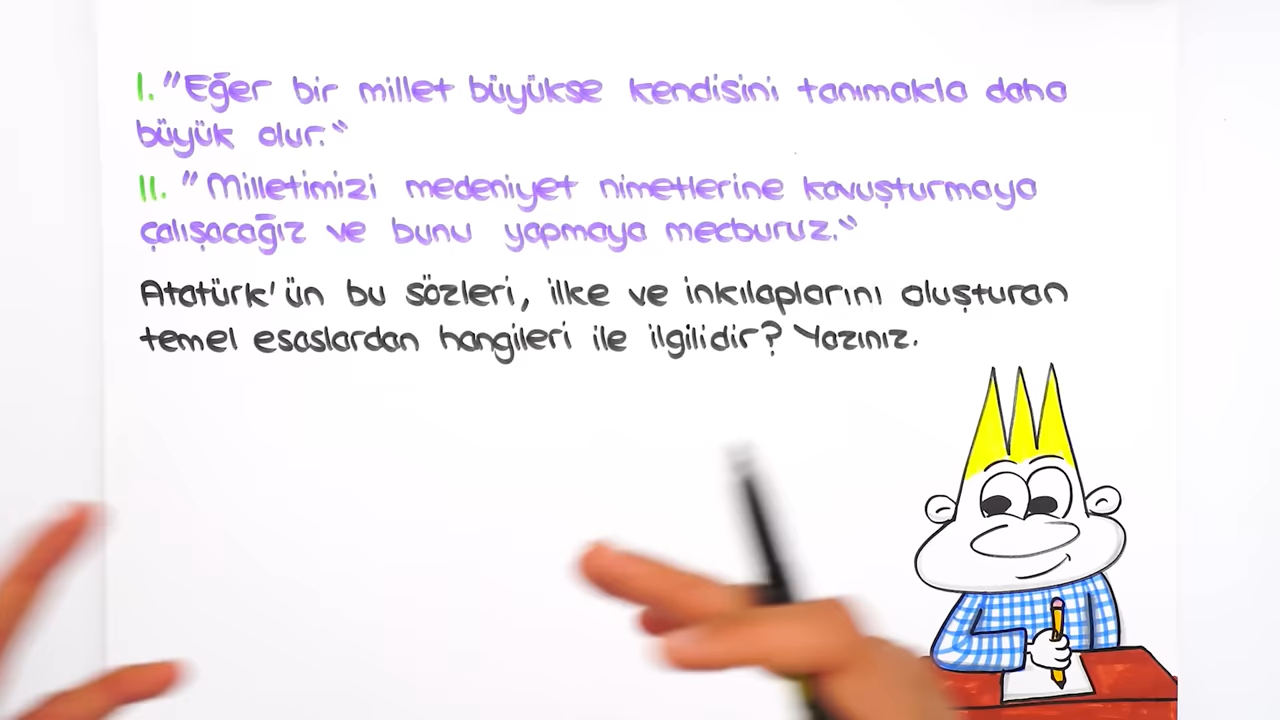 I. "Eğer bir millet büyükse kendisini tanımakla daha
büyük olur."
II. "Milletimizi medeniyet nimetlerine kavuşturmaya
çalışacağız ve bunu yapmaya mecburuz."
Atatürk'ün bu sözleri, ilke ve inkılaplarını oluşturan
temel esaslardan hangileri ile ilgilidir? Yazınız.